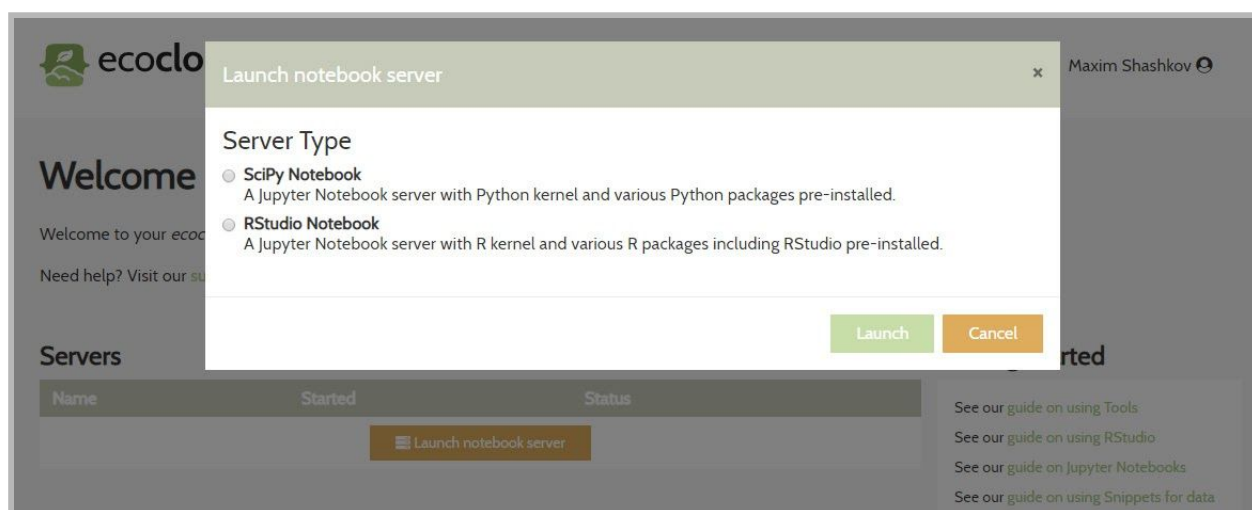 ecoclo
Launch notebook server
×
Maxim Shashkov
Server Type
SciPy Notebook
A Jupyter Notebook server with Python kernel and various Python packages pre-installed.
RStudio Notebook
A Jupyter Notebook server with R kernel and various R packages including RStudio pre-installed.
Launch
Cancel
Welcome
Welcome to your ecoc
Need help? Visit our su
Servers
Name Started Status
Launch notebook server
rted
See our guide on using Tools
See our guide on using RStudio
See our guide on Jupyter Notebooks
See our guide on using Snippets for data